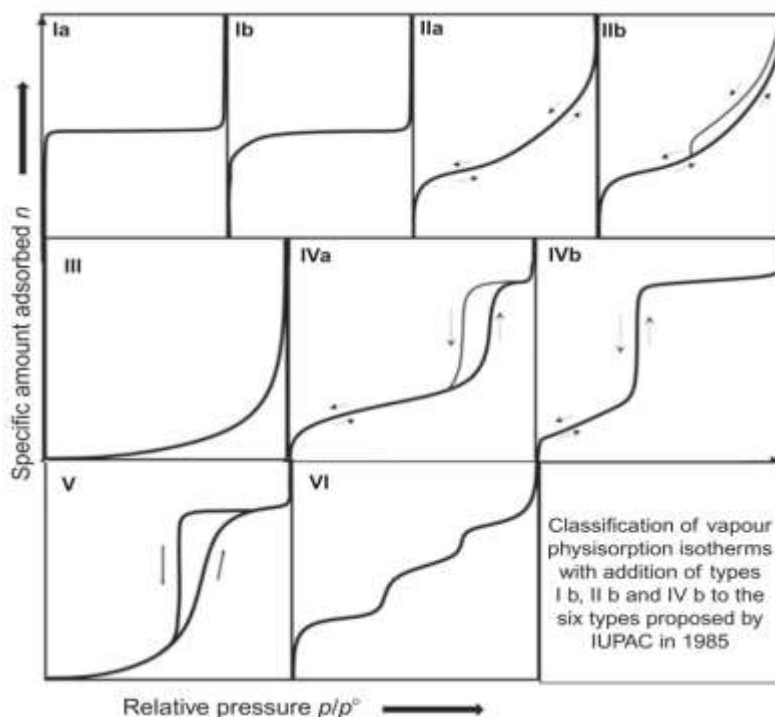 Ia
Ib
IIa
IIb
III
IVa
IVb
V
VI
Classification of vapour
physisorption isotherms
with addition of types
I b, II b and IV b to the
six types proposed by
IUPAC in 1985
Specific amount adsorbed n
Relative pressure p/p°